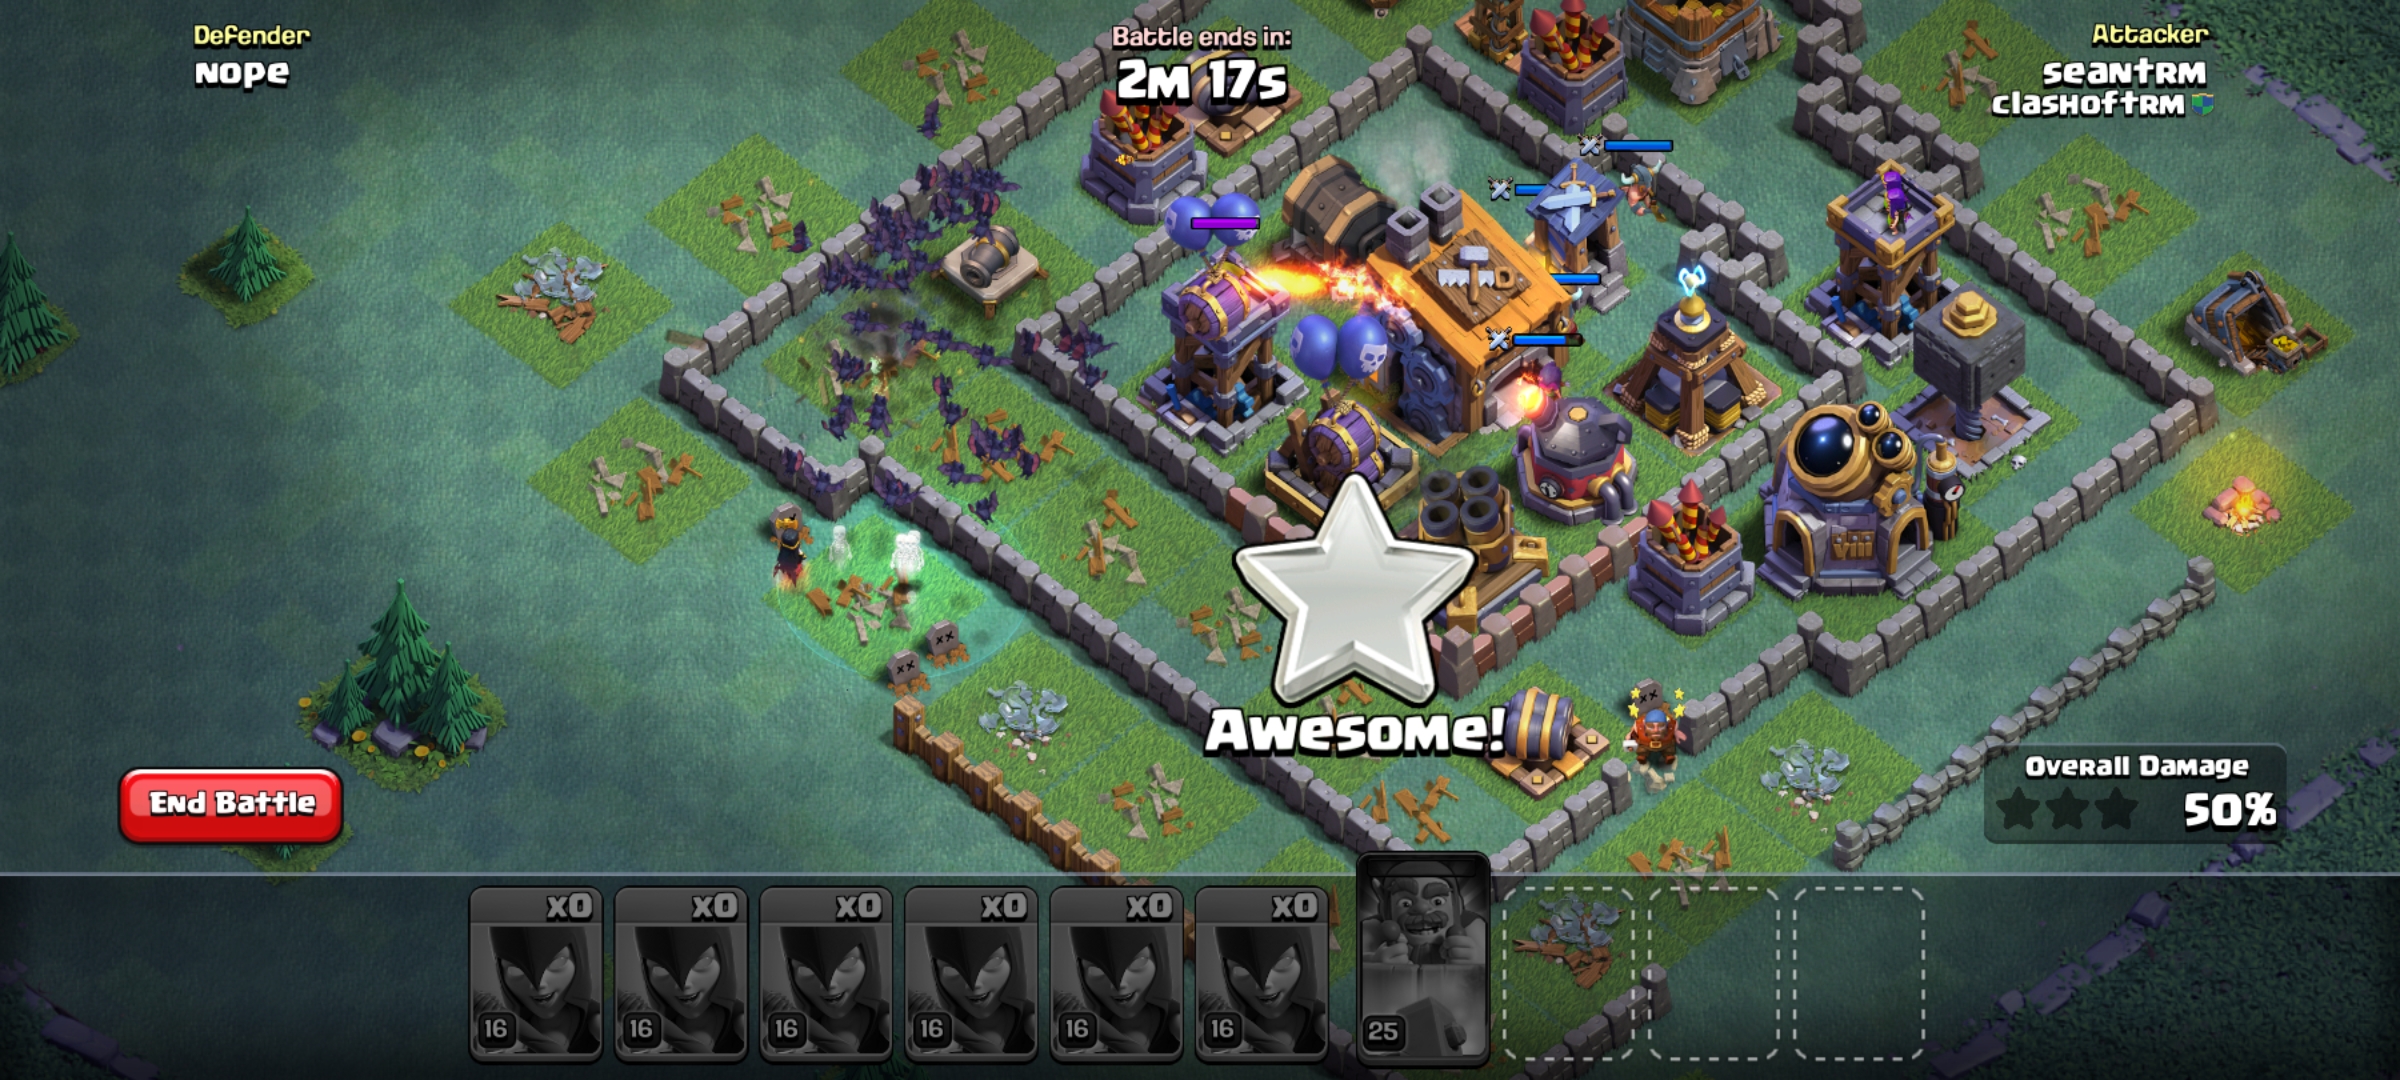 Defender
nope
Battle ends in:
2M 17s
Attacker
seantRM
clashoftRM
VIII
Awesome!
End Battle
Overall Damage
50%
x0
x0
x0
x0
x0
x0
16
16
16
16
16
16
25